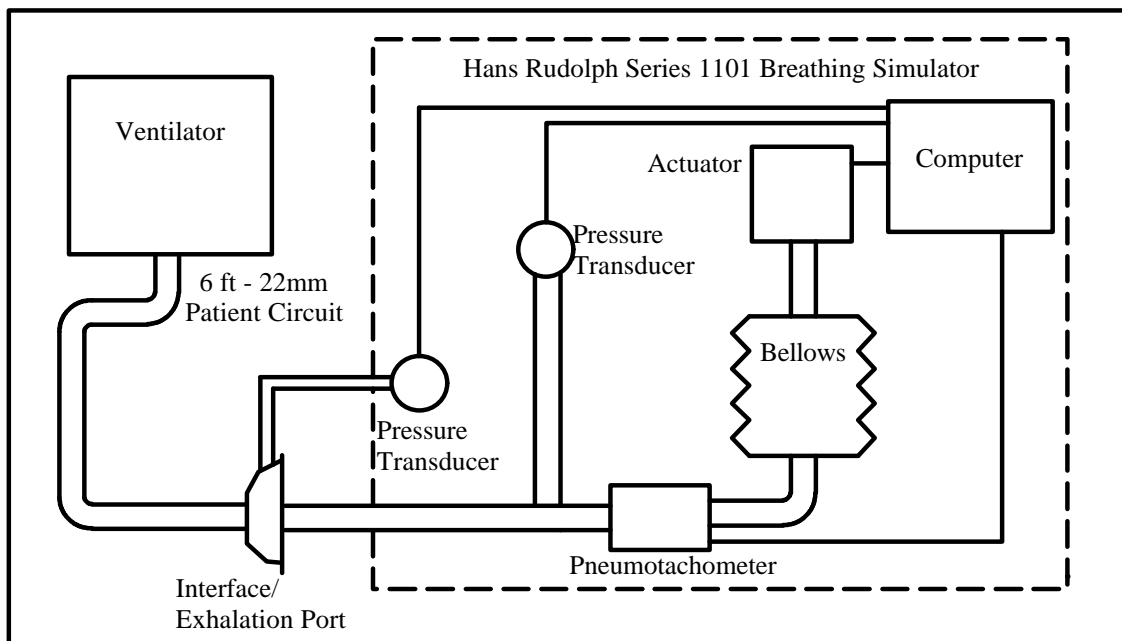 Hans Rudolph Series 1101 Breathing Simulator
Ventilator
Actuator
Computer
Pressure
Transducer
6 ft - 22mm
Patient Circuit
Bellows
Pressure
Transducer
Pneumotachometer
Interface/
Exhalation Port